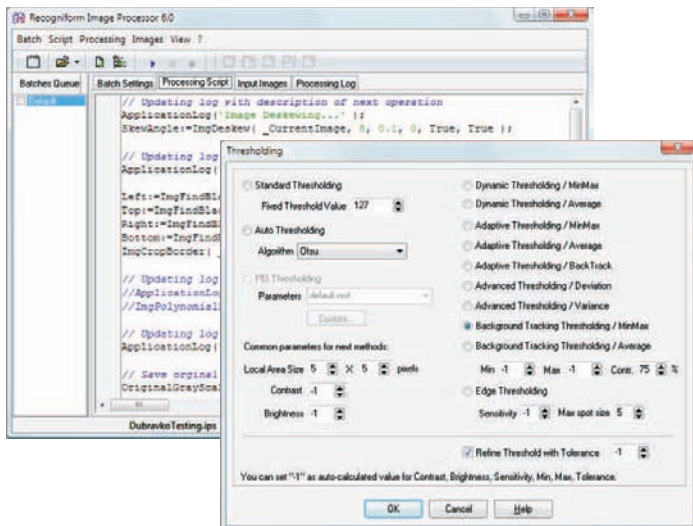 Recogniform Image Processor 6.0
Batch Script Processing Images View ?
Batches Queue
Batch Settings Processing Script Input Images Processing Log
Default
// Updating log with description of next operation
ApplicationLog('Image Deskewing...' );
SkewAngle:=ImgDeskew( _CurrentImage, 8, 0.1, 0, True, True );
// Updating log
ApplicationLog(
Left:=ImgFindBla
Top:=ImgFindBlac
Right:=ImgFindBl
Bottom:=ImgFindB
ImgCropBorder( _
// Updating log
//ApplicationLog
//ImgPolynomial
// Updating log
ApplicationLog(
// Save orginal
OriginalGrayScal
DubravkoTesting.ips
Thresholding
Standard Thresholding
Fixed Threshold Value 127
Auto Thresholding
Algorithm Otsu
Thresholding
Parameters default.mst
Custom...
Common parameters for next methods:
Local Area Size 5 X 5 pixels
Contrast -1
Brightness -1
Dynamic Thresholding / MinMax
Dynamic Thresholding / Average
Adaptive Thresholding / MinMax
Adaptive Thresholding / Average
Adaptive Thresholding / BackTrack
Advanced Thresholding / Deviation
Advanced Thresholding / Variance
Background Tracking Thresholding / MinMax
Background Tracking Thresholding / Average
Min -1 Max -1 Contr. 75 %
Edge Thresholding
Sensitivity -1 Max spot size 5
Refine Threshold with Tolerance -1
You can set "-1" as auto-calculated value for Contrast, Brightness, Sensitivity, Min, Max, Tolerance.
OK Cancel Help